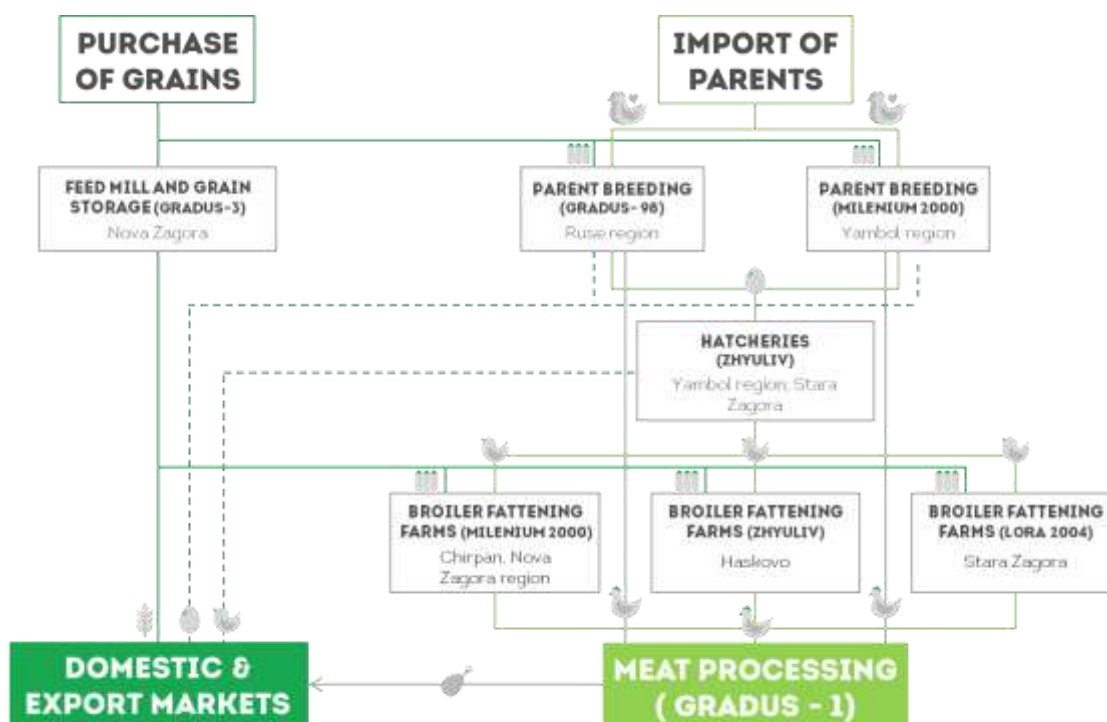 PURCHASE
OF GRAINS
IMPORT OF
PARENTS
FEED MILL AND GRAIN
STORAGE (GRADUS-3)
Nova Zagora
PARENT BREEDING
(GRADUS- 98)
Ruse region
PARENT BREEDING
(MILENIUM 2000)
Yambol region
HATCHERIES
(ZHYULIV)
Yambol region, Stara
Zagora
BROILER FATTENING
FARMS (MILENIUM 2000)
Chirpan, Nova
Zagora region
BROILER FATTENING
FARMS (ZHYULIV)
Haskovo
BROILER FATTENING
FARMS (LORA 2004)
Stara Zagora
DOMESTIC &
EXPORT MARKETS
MEAT PROCESSING
( GRADUS - 1)